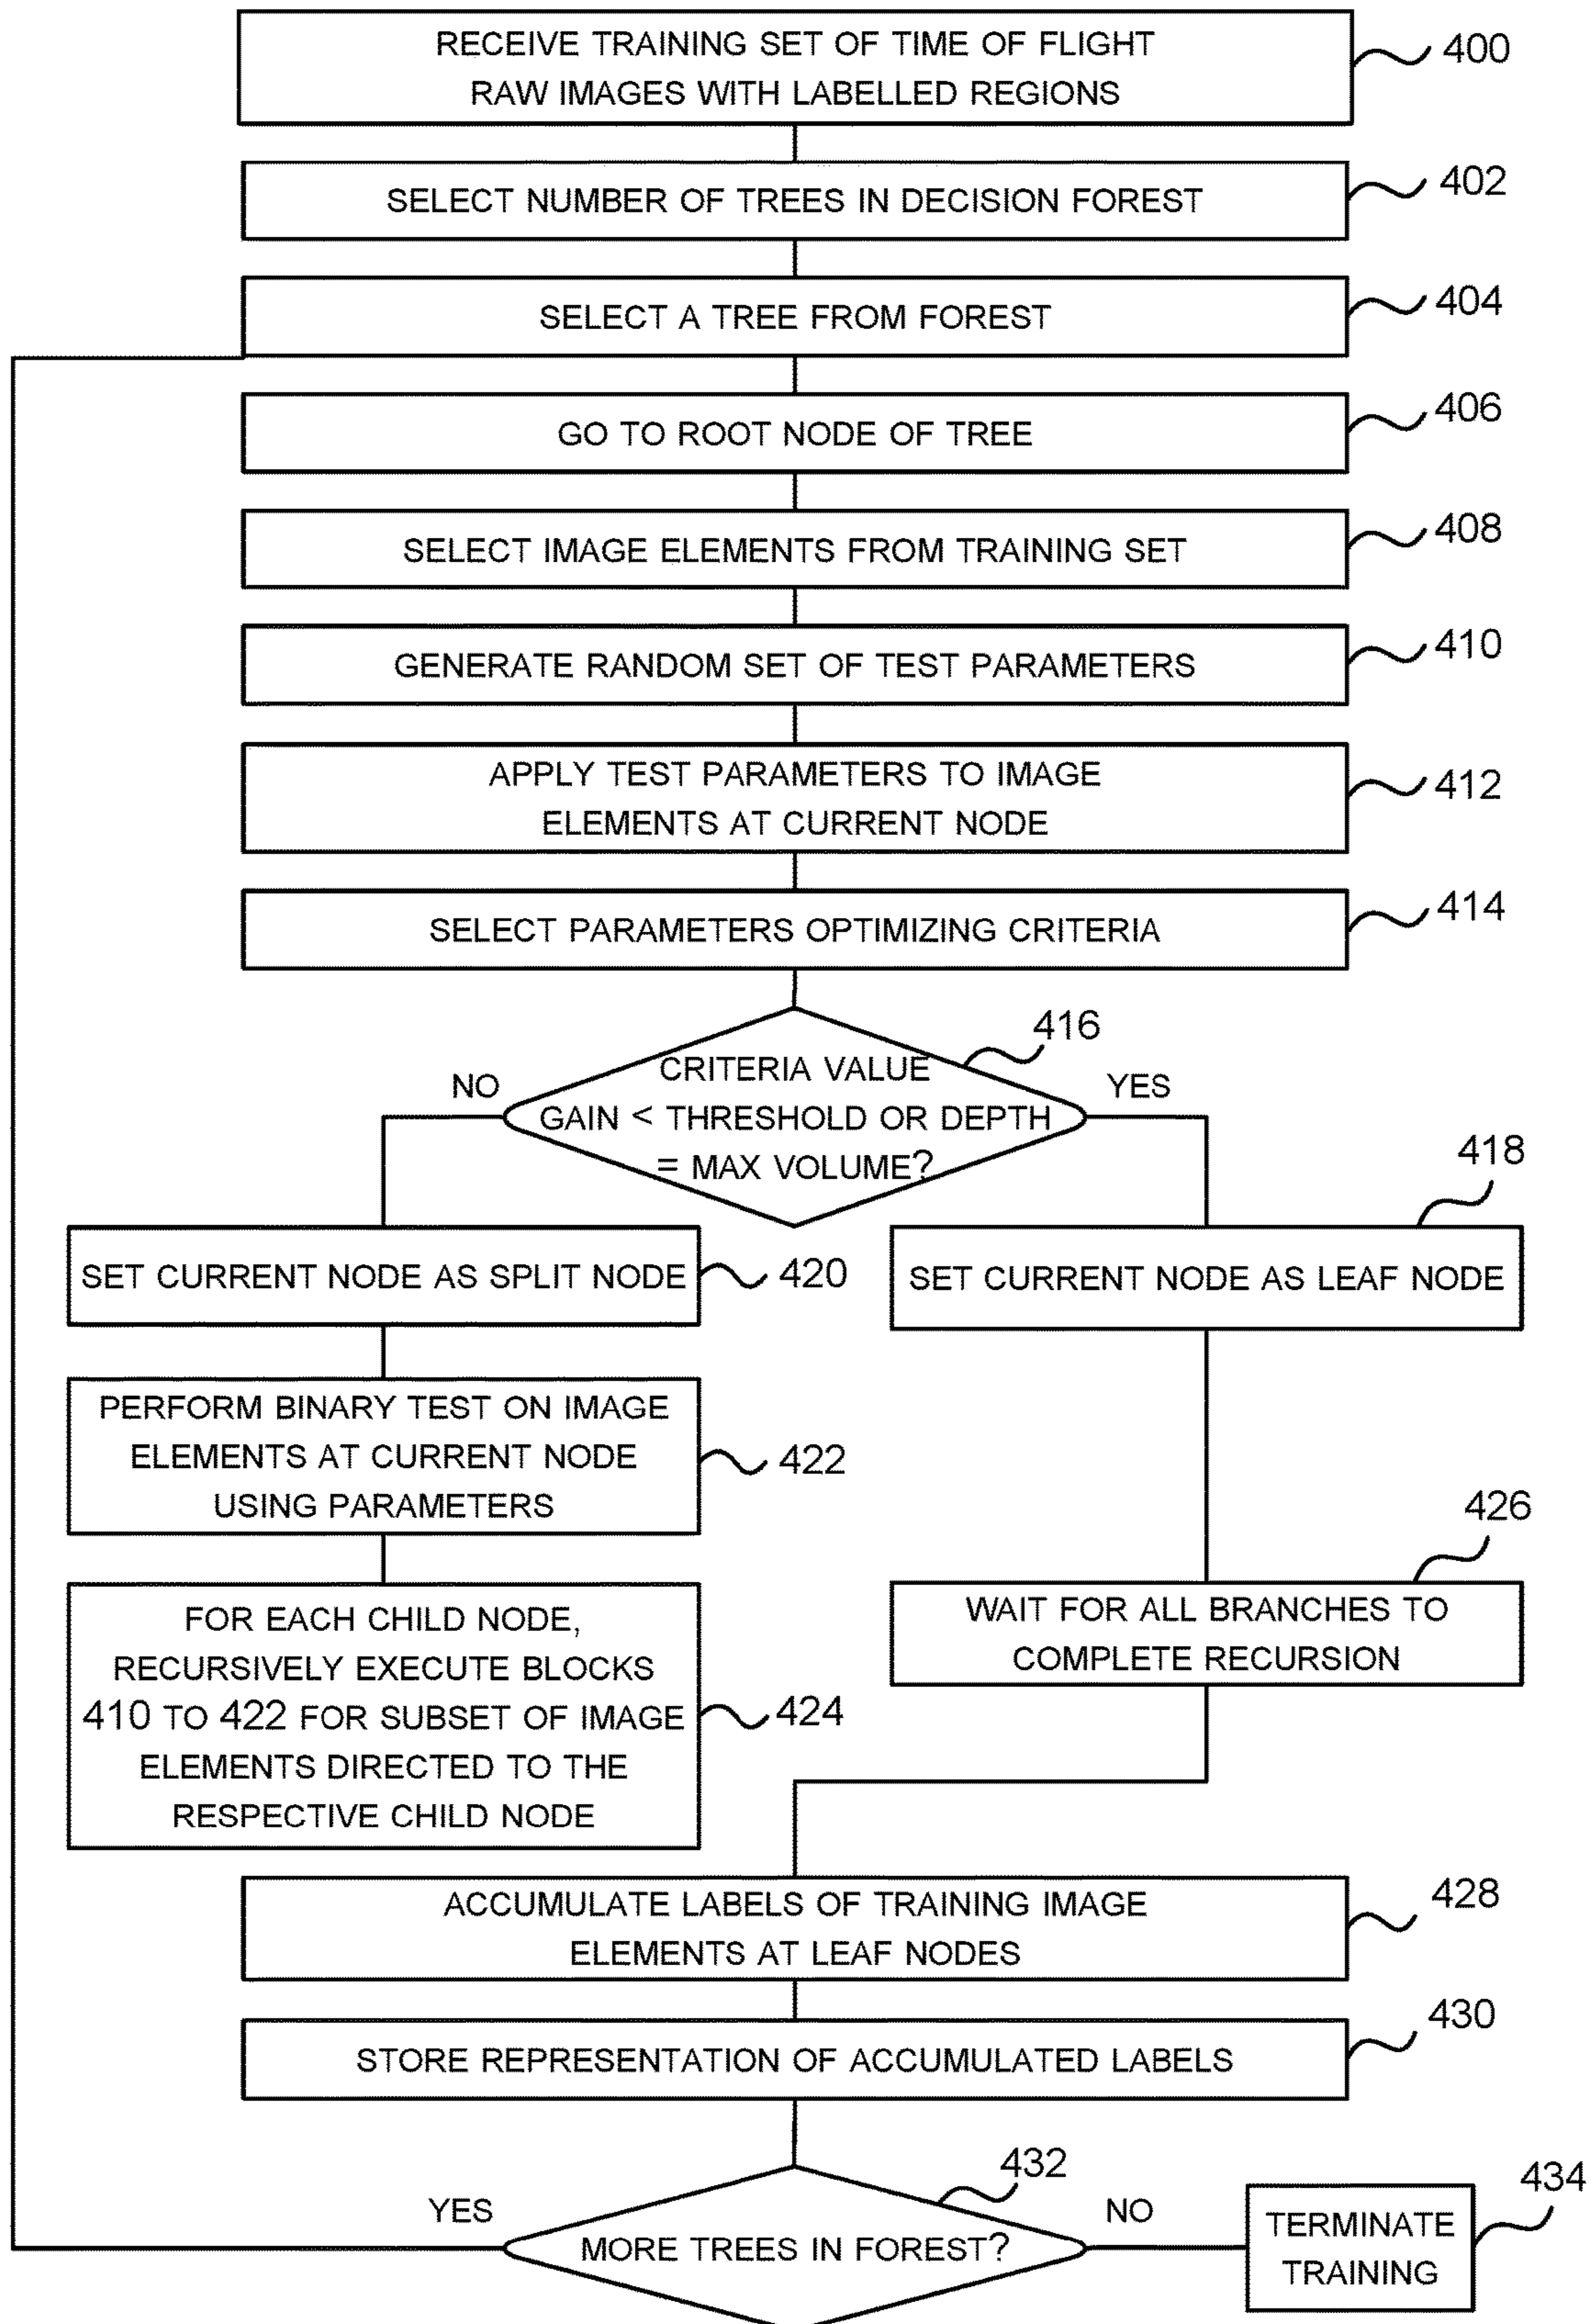 RECEIVE TRAINING SET OF TIME OF FLIGHT
RAW IMAGES WITH LABELLED REGIONS
400
SELECT NUMBER OF TREES IN DECISION FOREST
402
SELECT A TREE FROM FOREST
404
GO TO ROOT NODE OF TREE
406
SELECT IMAGE ELEMENTS FROM TRAINING SET
408
GENERATE RANDOM SET OF TEST PARAMETERS
410
APPLY TEST PARAMETERS TO IMAGE
ELEMENTS AT CURRENT NODE
412
SELECT PARAMETERS OPTIMIZING CRITERIA
414
416
NO
CRITERIA VALUE
GAIN < THRESHOLD OR DEPTH
= MAX VOLUME?
YES
SET CURRENT NODE AS SPLIT NODE
420
418
SET CURRENT NODE AS LEAF NODE
PERFORM BINARY TEST ON IMAGE
ELEMENTS AT CURRENT NODE
USING PARAMETERS
422
FOR EACH CHILD NODE,
RECURSIVELY EXECUTE BLOCKS
410 TO 422 FOR SUBSET OF IMAGE
ELEMENTS DIRECTED TO THE
RESPECTIVE CHILD NODE
424
426
WAIT FOR ALL BRANCHES TO
COMPLETE RECURSION
ACCUMULATE LABELS OF TRAINING IMAGE
ELEMENTS AT LEAF NODES
428
STORE REPRESENTATION OF ACCUMULATED LABELS
430
432
YES
MORE TREES IN FOREST?
NO
TERMINATE
TRAINING
434